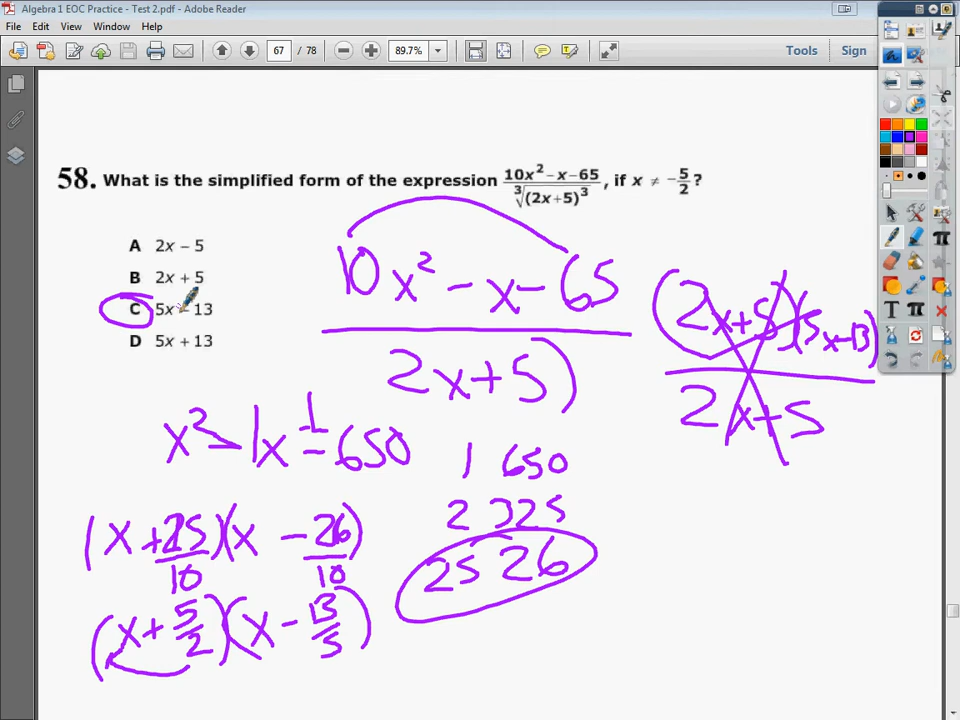 Algebra 1 EOC Practice - Test 2.pdf - Adobe Reader
File Edit View Window Help
67 / 78 89.7% Tools Sign
58. What is the simplified form of the expression 10x² – x – 65 / ∛(2x+5)³, if x ≠ –5/2?
A 2x – 5
B 2x + 5
C 5x 13
D 5x + 13
10x² – x – 65
2x+5)
(2x+5)(5x–13)
2x+5
x² – 1x – 650
1
1 650
2 325
25 26
(x + 25/10)(x – 26/10)
(x + 5/2)(x – 13/5)